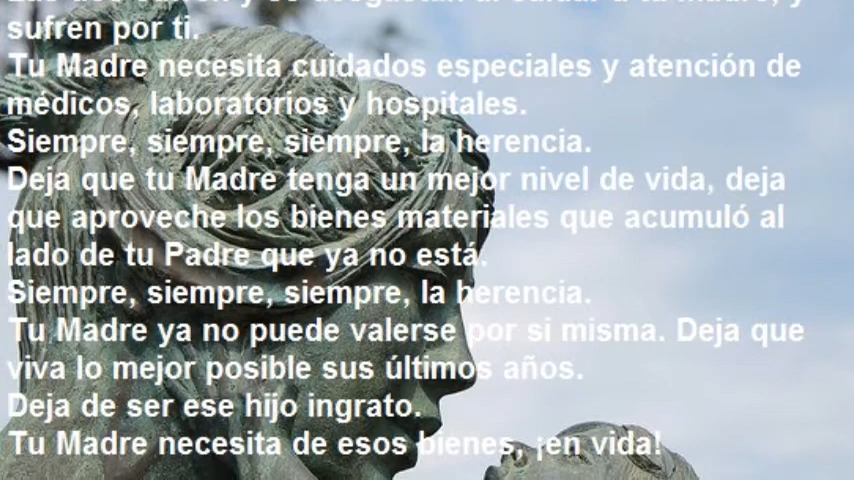 sufren por ti.
Tu Madre necesita cuidados especiales y atención de
médicos, laboratorios y hospitales.
Siempre, siempre, siempre, la herencia.
Deja que tu Madre tenga un mejor nivel de vida, deja
que aproveche los bienes materiales que acumuló al
lado de tu Padre que ya no está.
Siempre, siempre, siempre, la herencia.
Tu Madre ya no puede valerse por si misma. Deja que
viva lo mejor posible sus últimos años.
Deja de ser ese hijo ingrato.
Tu Madre necesita de esos bienes, ¡en vida!